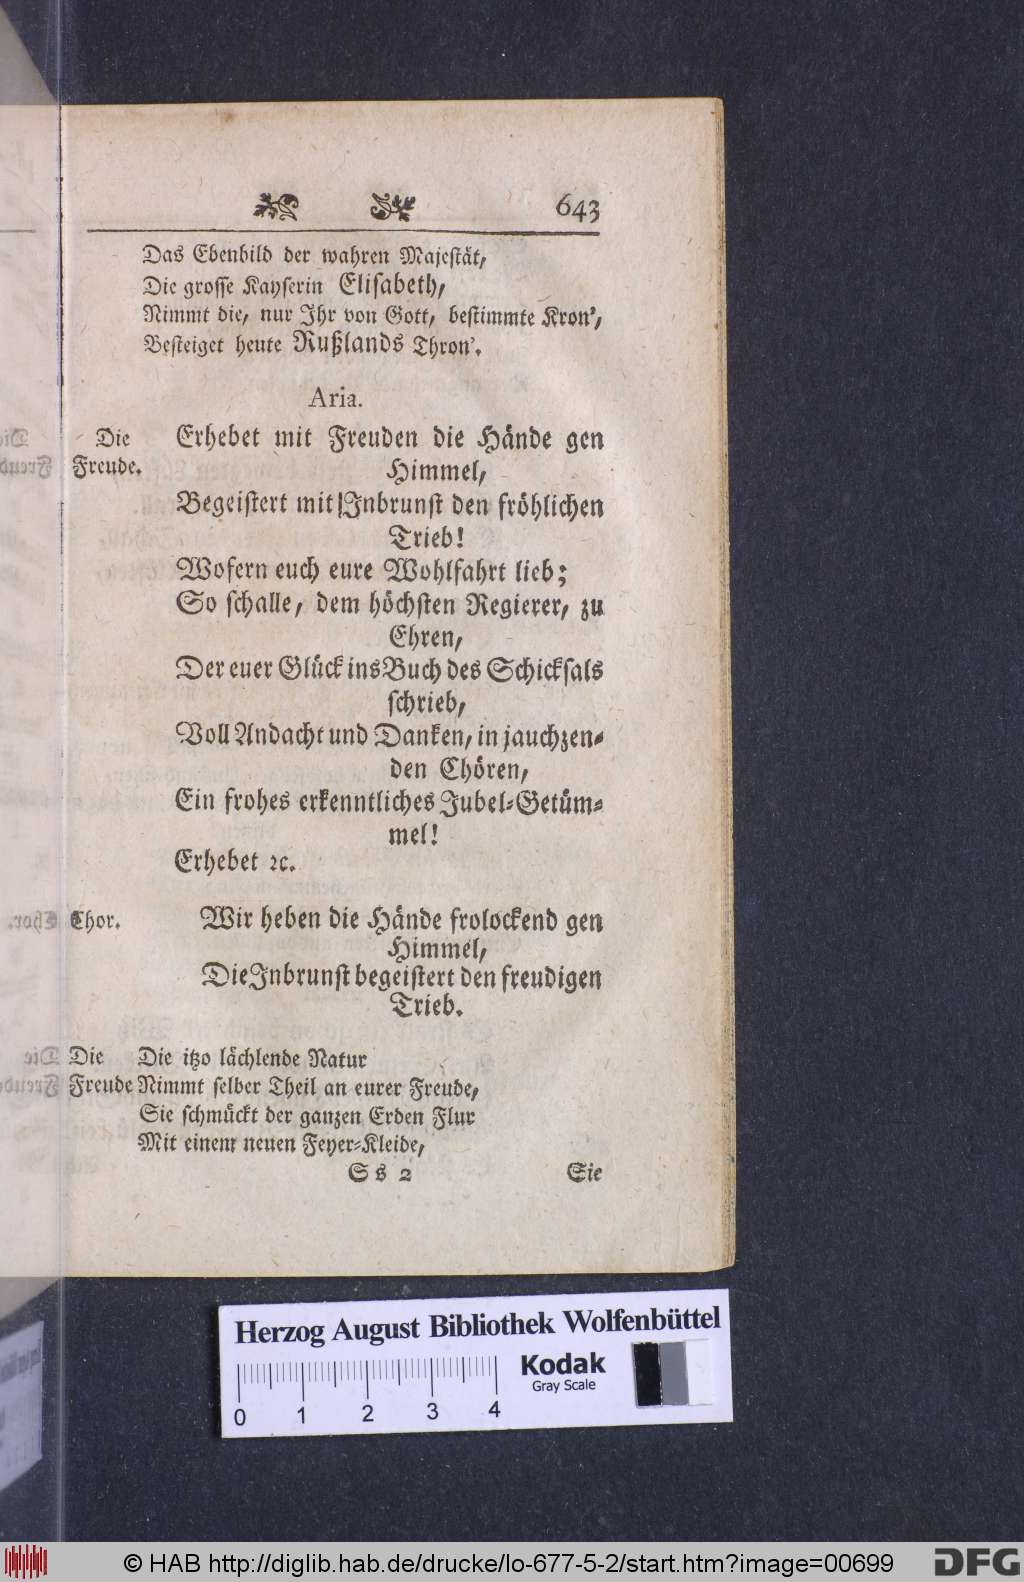 643
Das Ebenbild der wahren Majestät,
Die grosse Kayserin Elisabeth,
Nimmt die, nur Ihr von Gott, bestimmte Kron',
Besteiget heute Rußlands Thron'.
Aria.
Die Freude.
Erhebet mit Freuden die Hände gen
Himmel,
Begeistert mit Inbrunst den fröhlichen
Trieb!
Wofern euch eure Wohlfahrt lieb;
So schalle, dem höchsten Regierer, zu
Ehren,
Der euer Glück ins Buch des Schicksals
schrieb,
Voll Andacht und Danken, in jauchzen-
den Chören,
Ein frohes erkenntliches Jubel-Getüm-
mel!
Erhebet ꝛc.
Chor. Wir heben die Hände frolockend gen
Himmel,
Die Inbrunst begeistert den freudigen
Trieb.
Die Die itzo lächlende Natur
Freude Nimmt selber Theil an eurer Freude,
Sie schmückt der ganzen Erden Flur
Mit einem neuen Feyer-Kleide,
S s 2 Sie
Herzog August Bibliothek Wolfenbüttel
Kodak
Gray Scale
0 1 2 3 4
© HAB http://diglib.hab.de/drucke/lo-677-5-2/start.htm?image=00699
DFG